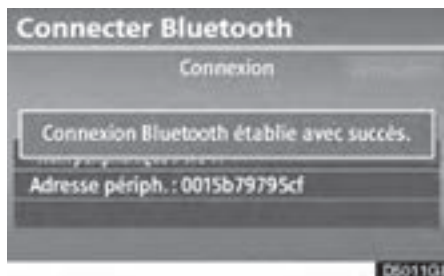 Connecter Bluetooth
Connexion
Connexion Bluetooth établie avec succès.
Adresse périph. : 0015b79795cf